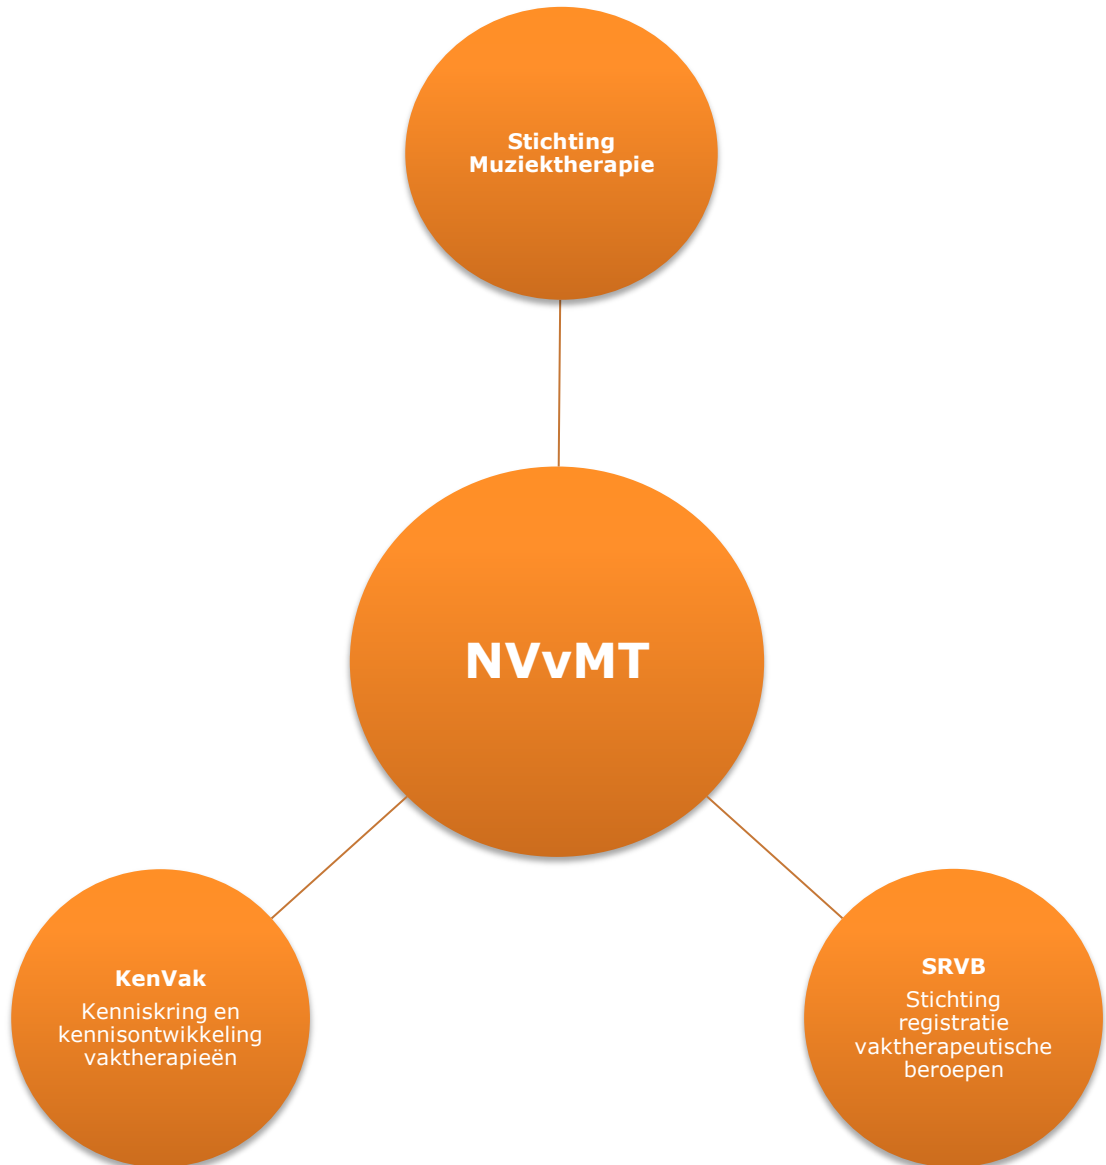 Stichting
Muziektherapie
NVvMT
KenVak
Kenniskring en
kennisontwikkeling
vaktherapieën
SRVB
Stichting
registratie
vaktherapeutische
beroepen